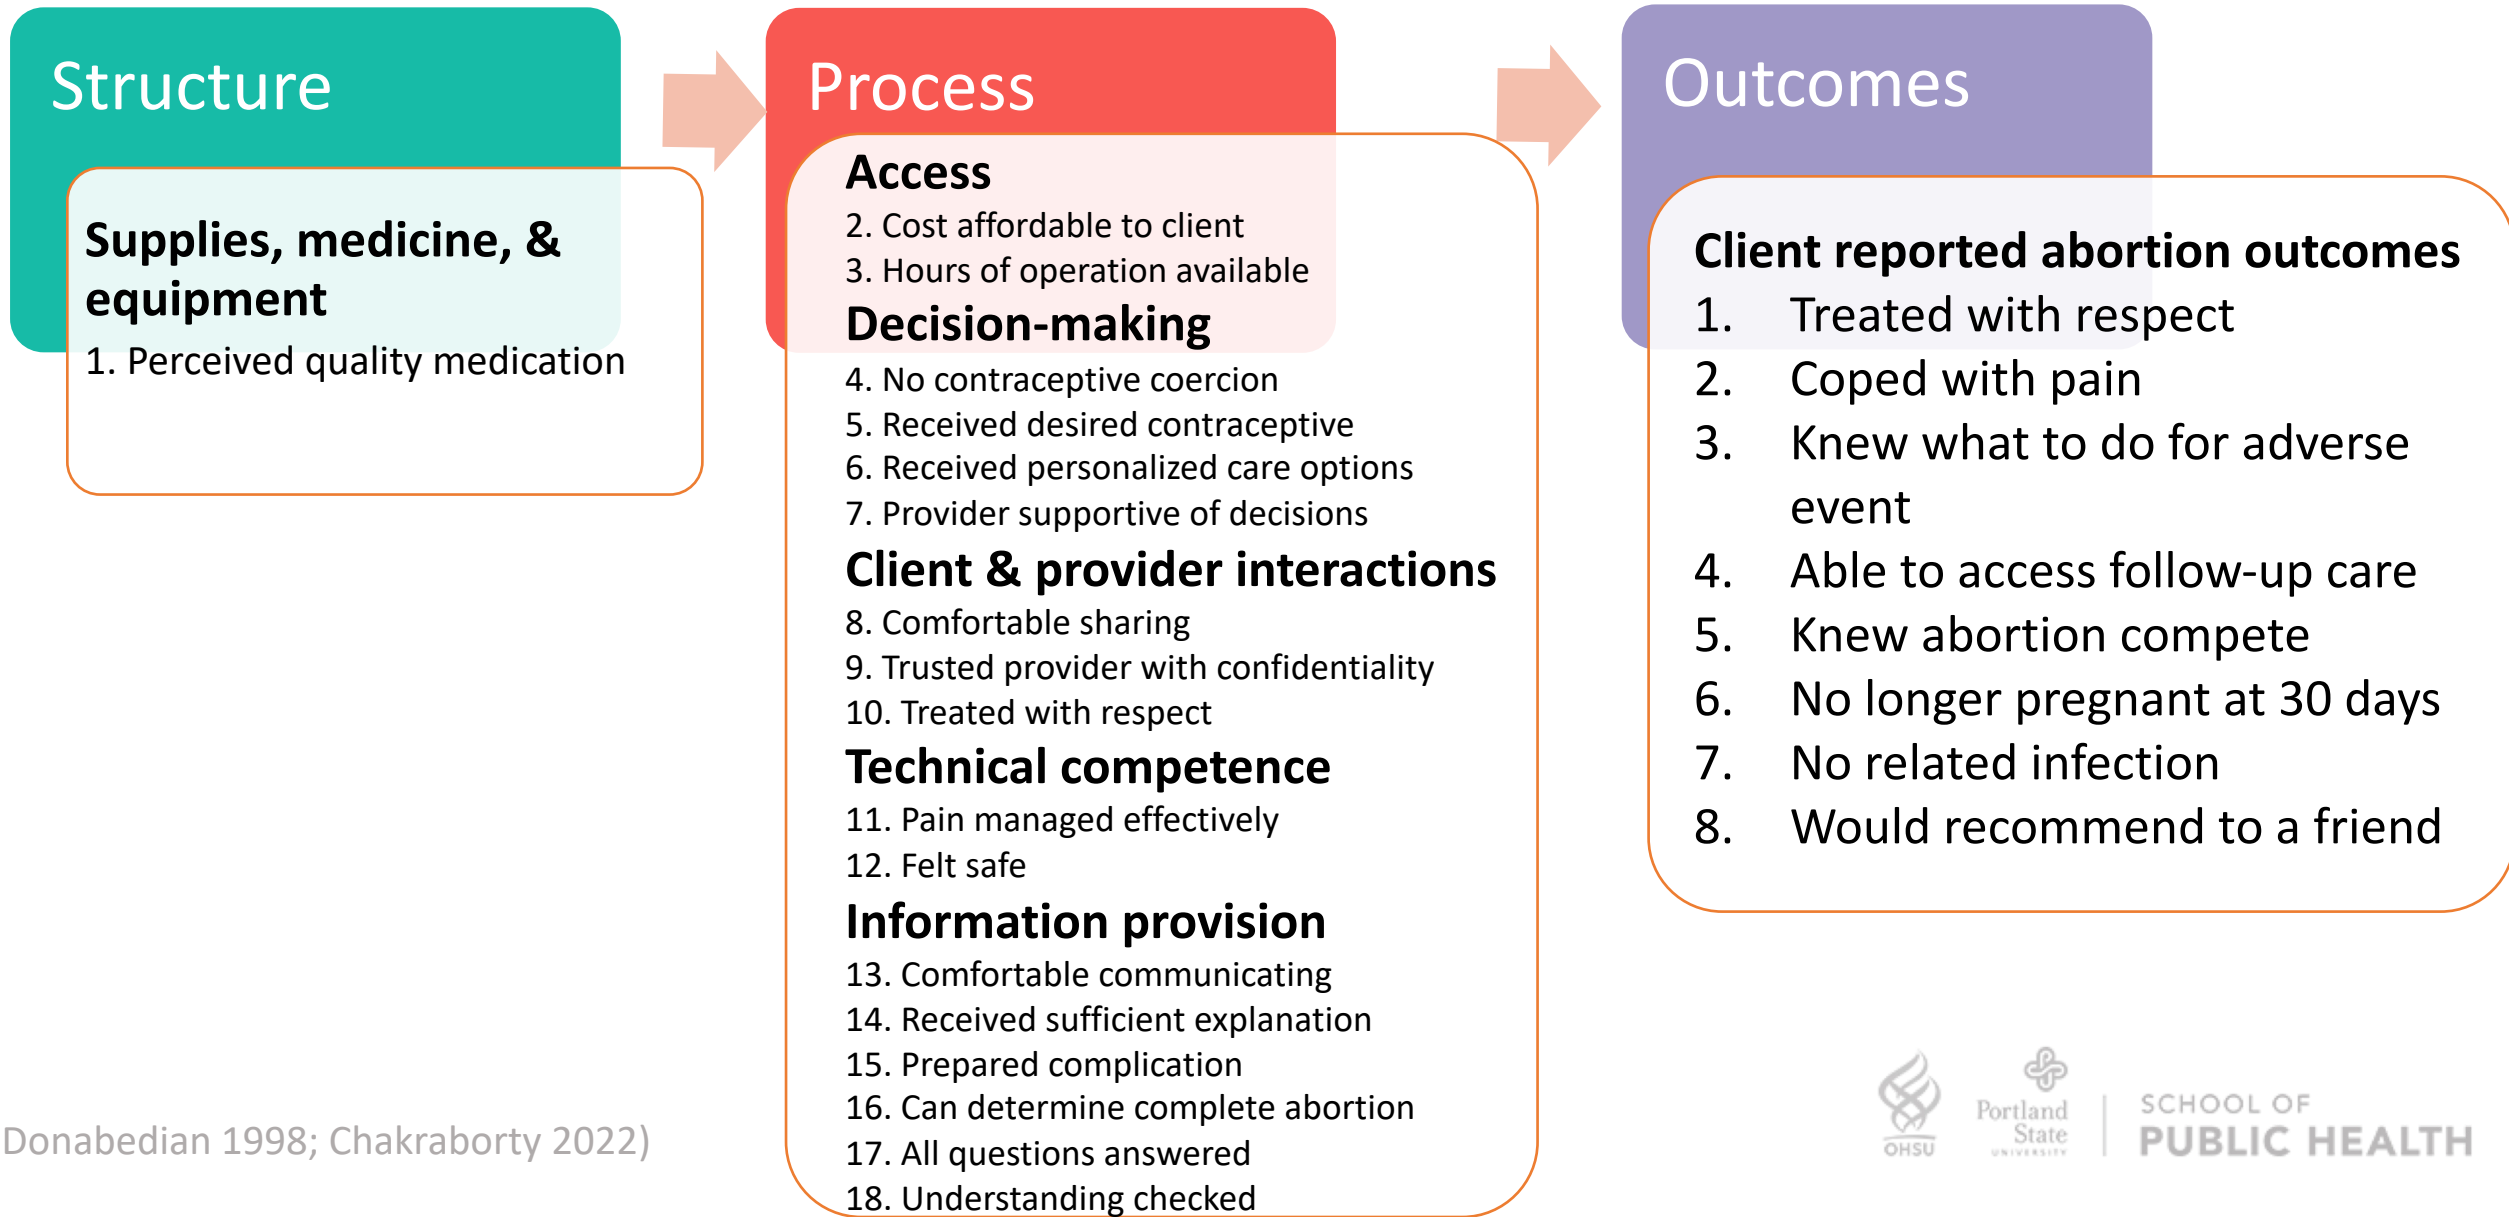 Structure
Supplies, medicine, &
equipment
1. Perceived quality medication
Process
Access
2. Cost affordable to client
3. Hours of operation available
Decision-making
4. No contraceptive coercion
5. Received desired contraceptive
6. Received personalized care options
7. Provider supportive of decisions
Client & provider interactions
8. Comfortable sharing
9. Trusted provider with confidentiality
10. Treated with respect
Technical competence
11. Pain managed effectively
12. Felt safe
Information provision
13. Comfortable communicating
14. Received sufficient explanation
15. Prepared complication
16. Can determine complete abortion
17. All questions answered
18. Understanding checked
Outcomes
Client reported abortion outcomes
1. Treated with respect
2. Coped with pain
3. Knew what to do for adverse
event
4. Able to access follow-up care
5. Knew abortion compete
6. No longer pregnant at 30 days
7. No related infection
8. Would recommend to a friend
Donabedian 1998; Chakraborty 2022)
OHSU
Portland
State
UNIVERSITY
SCHOOL OF
PUBLIC HEALTH